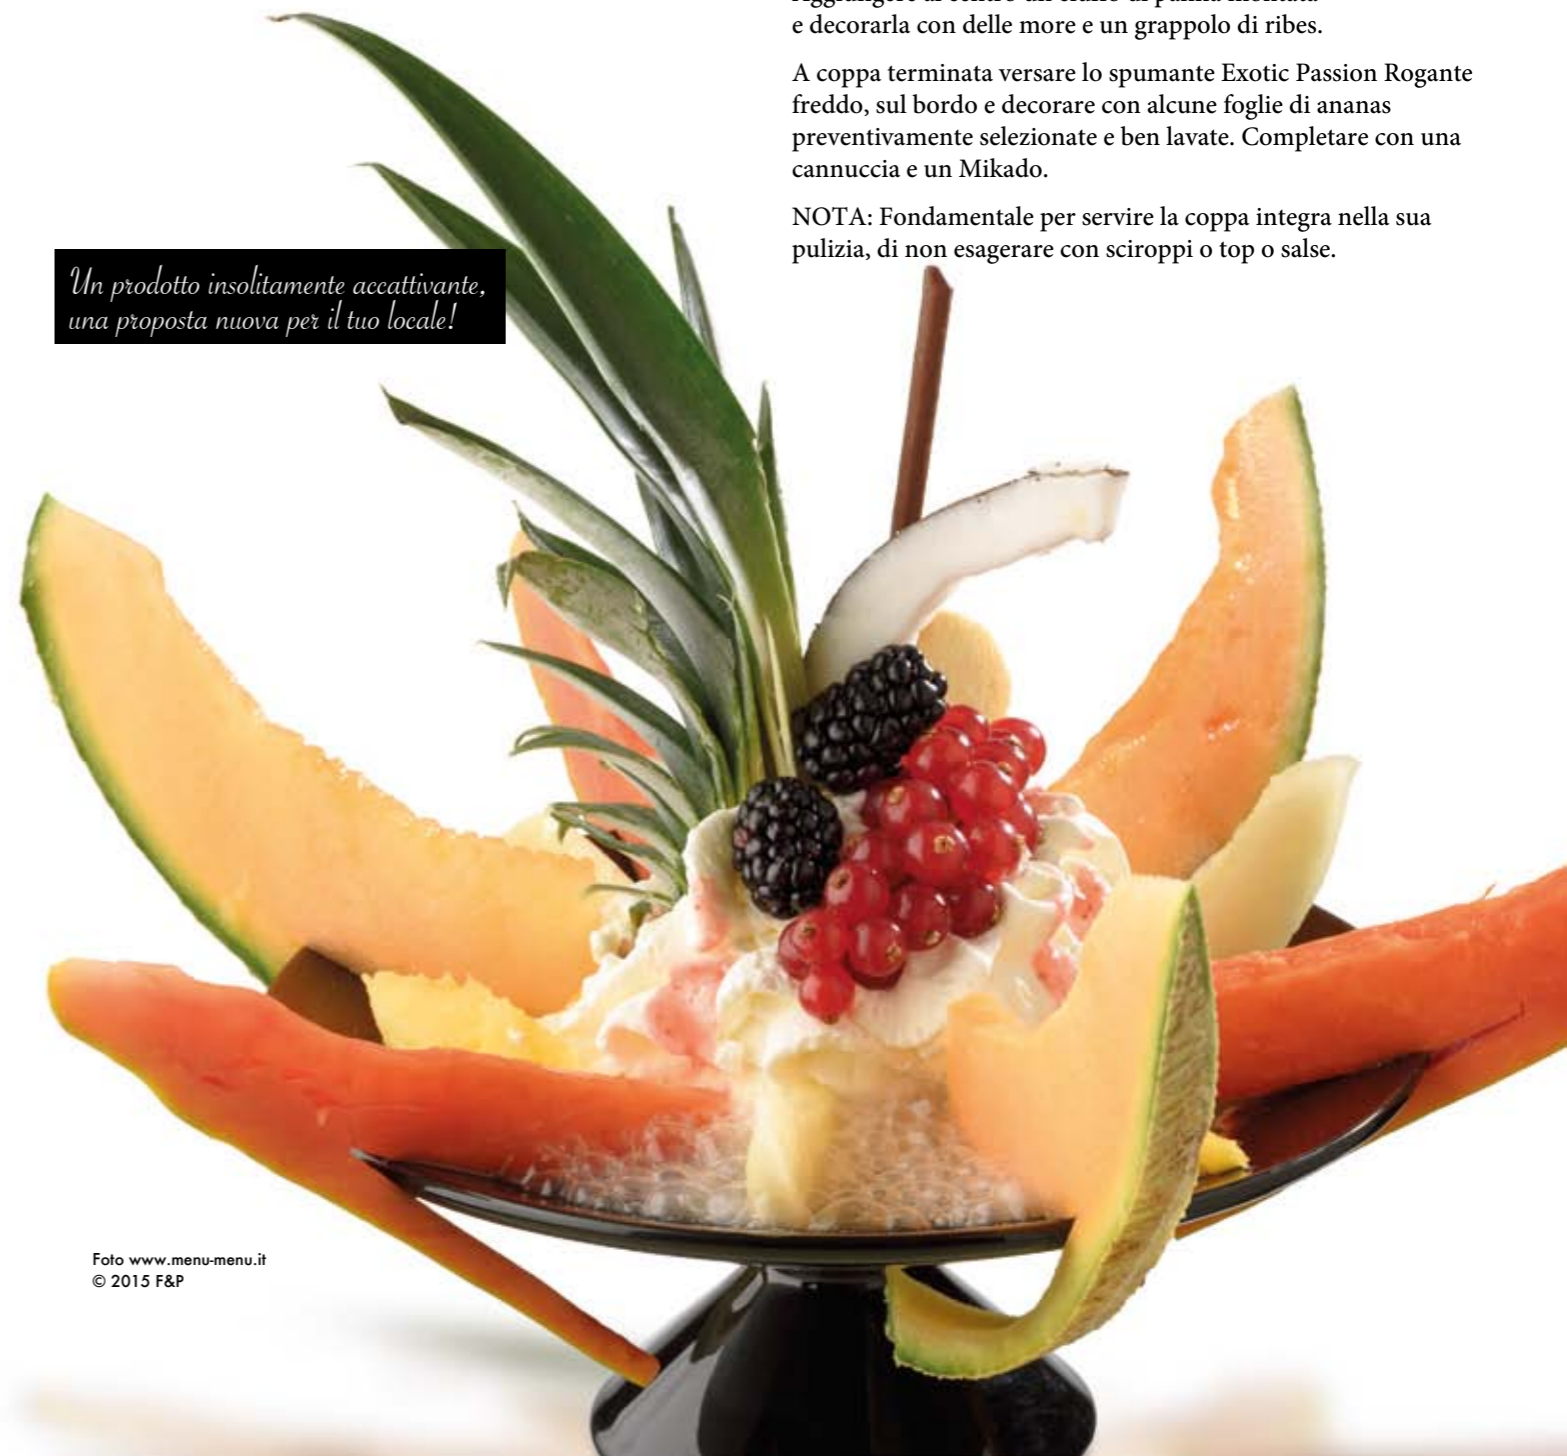 e decorarla con delle more e un grappolo di ribes.
A coppa terminata versare lo spumante Exotic Passion Rogante
freddo, sul bordo e decorare con alcune foglie di ananas
preventivamente selezionate e ben lavate. Completare con una
cannuccia e un Mikado.
NOTA: Fondamentale per servire la coppa integra nella sua
pulizia, di non esagerare con sciroppi o top o salse.
Un prodotto insolitamente accattivante,
una proposta nuova per il tuo locale!
Foto www.menu-menu.it
© 2015 F&P